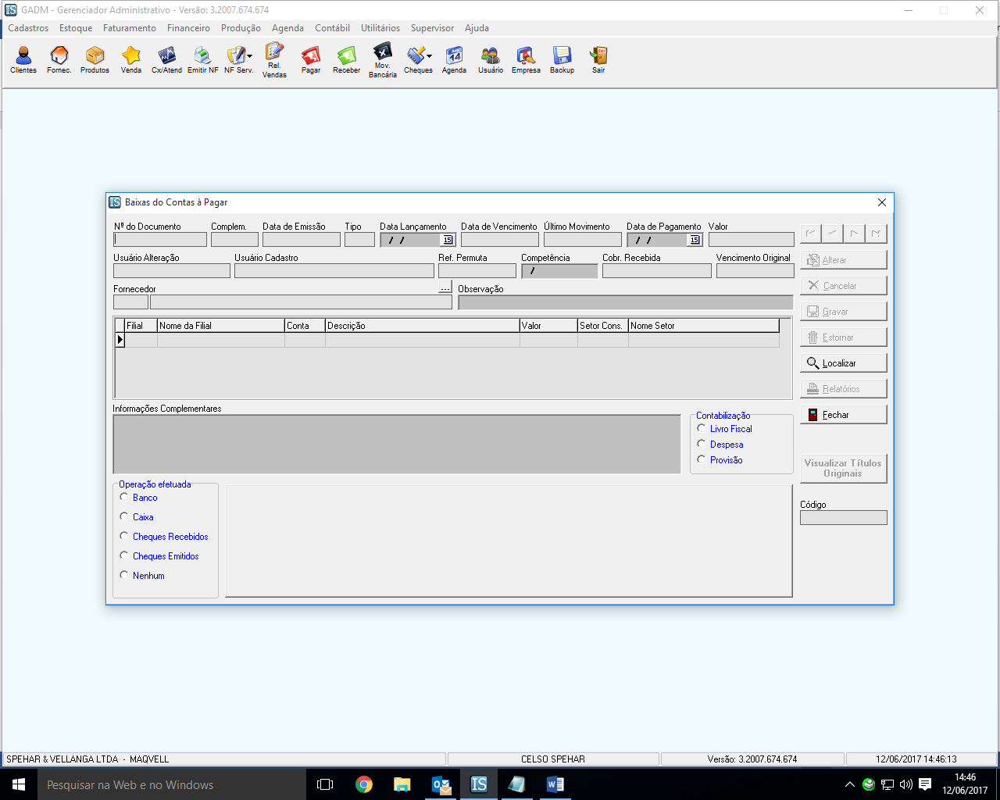 IS GADM - Gerenciador Administrativo - Versão: 3.2007.674.674
Cadastros Estoque Faturamento Financeiro Produção Agenda Contábil Utilitários Supervisor Ajuda
Clientes Fornec. Produtos Venda Cx/Atend Emitir NF NF Serv. Rel. Vendas Pagar Receber Mov. Bancária Cheques Agenda Usuário Empresa Backup Sair
IS Baixas do Contas à Pagar
Nº do Documento Complem. Data de Emissão Tipo Data Lançamento Data de Vencimento Último Movimento Data de Pagamento Valor
/ / 15 / / 15
Usuário Alteração Usuário Cadastro Ref. Permuta Competência Cobr. Recebida Vencimento Original
/
Fornecedor ... Observação
Filial Nome da Filial Conta Descrição Valor Setor Cons. Nome Setor
Informações Complementares
Contabilização
Livro Fiscal
Despesa
Provisão
Operação efetuada
Banco
Caixa
Cheques Recebidos
Cheques Emitidos
Nenhum
Alterar
Cancelar
Gravar
Estornar
Localizar
Relatórios
Fechar
Visualizar Títulos
Originais
Código
SPEHAR & VELLANGA LTDA - MAQVELL CELSO SPEHAR Versão: 3.2007.674.674 12/06/2017 14:46:13
Pesquisar na Web e no Windows
14:46
12/06/2017